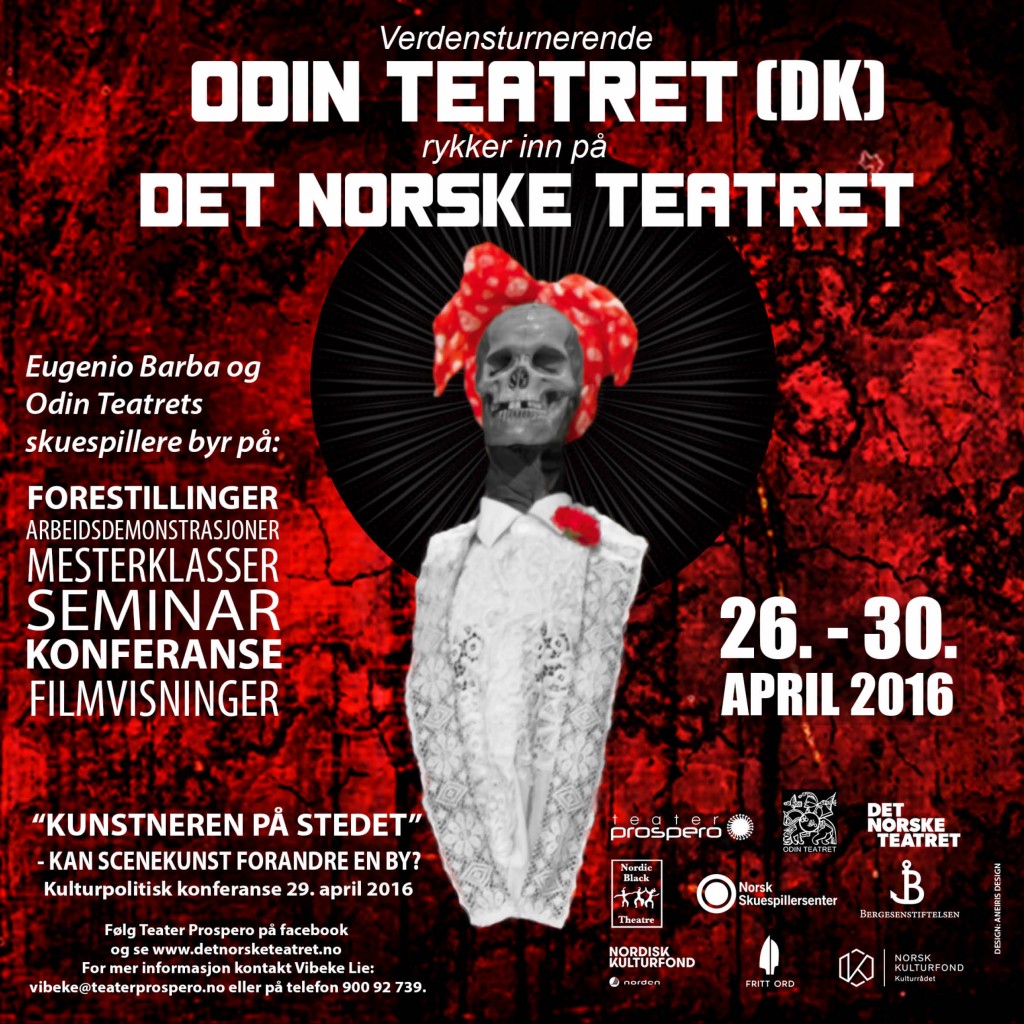 Verdensturnerende
ODIN TEATRET (DK)
rykker inn på
DET NORSKE TEATRET
Eugenio Barba og
Odin Teatrets
skuespillere byr på:
FORESTILLINGER
ARBEIDSDEMONSTRASJONER
MESTERKLASSER
SEMINAR
KONFERANSE
FILMVISNINGER
26. - 30.
APRIL 2016
“KUNSTNEREN PÅ STEDET”
- KAN SCENEKUNST FORANDRE EN BY?
Kulturpolitisk konferanse 29. april 2016
Følg Teater Prospero på facebook
og se www.detnorsketeatret.no
For mer informasjon kontakt Vibeke Lie:
vibeke@teaterprospero.no eller på telefon 900 92 739.
teater
prospero
ODIN TEATRET
DET
NORSKE
TEATRET
Nordic
Black
Theatre
Norsk
Skuespillersenter
B
BERGESENSTIFTELSEN
NORDISK
KULTURFOND
norden
FRITT ORD
NORSK
KULTURFOND
Kulturrådet
DESIGN: ANEIRIS DESIGN